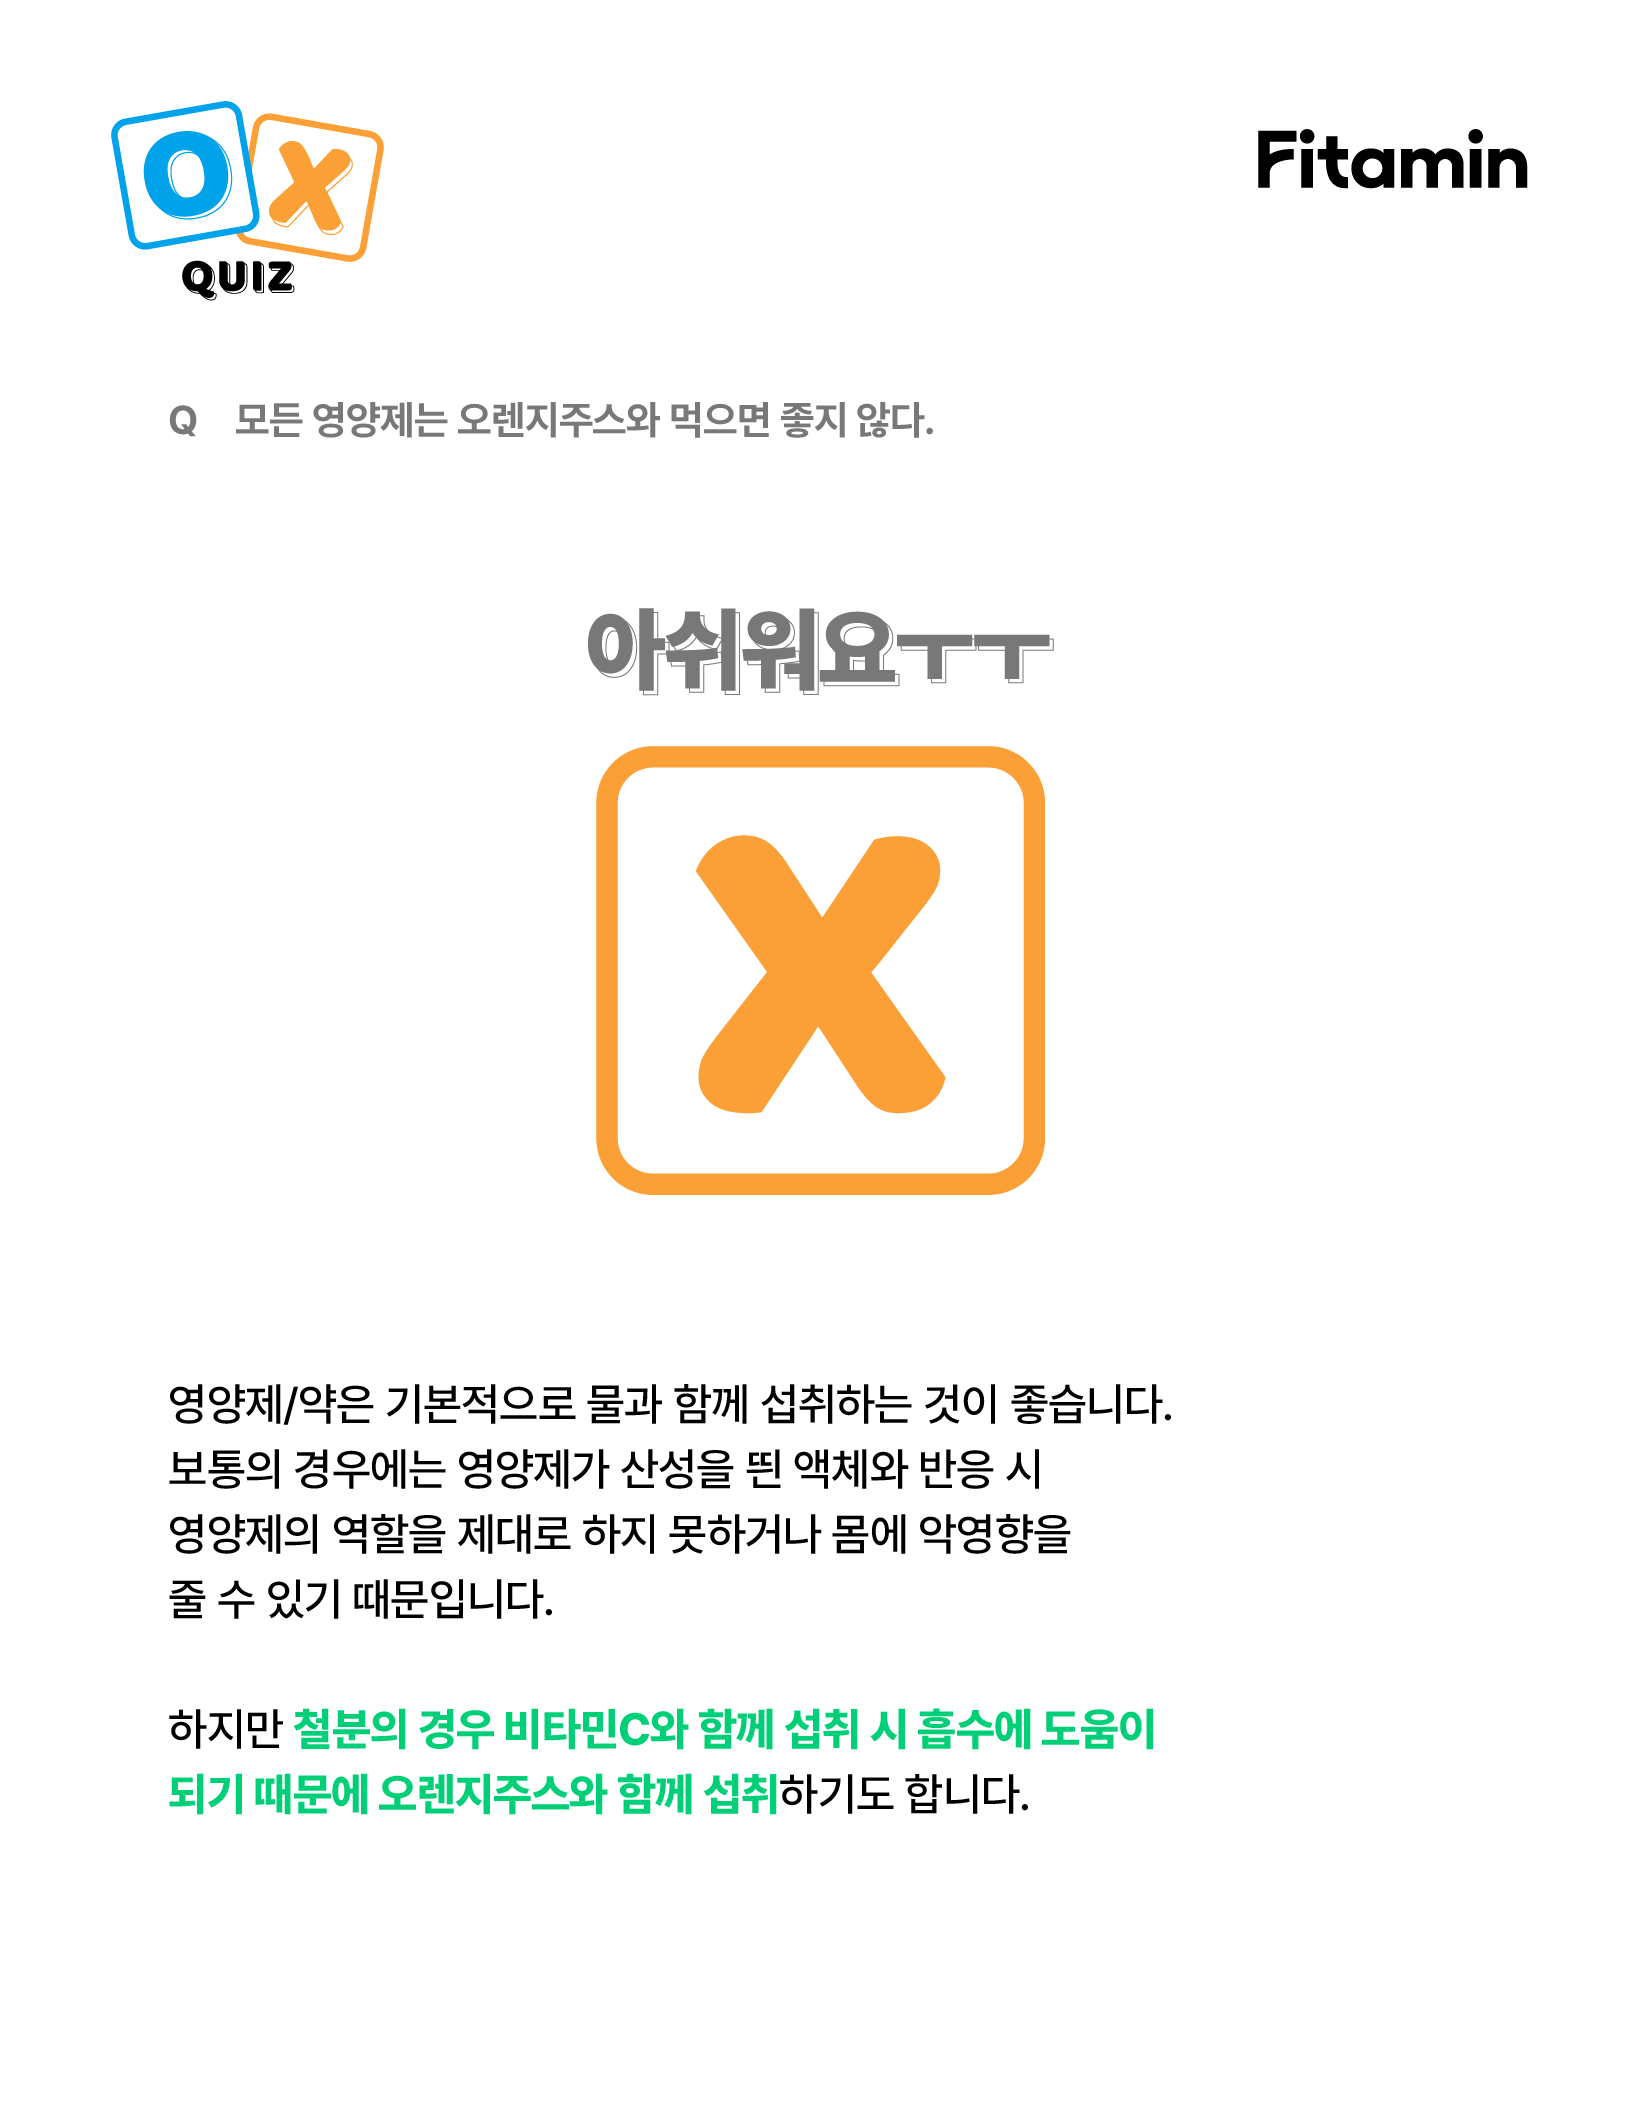 O X
QUIZ
Fitamin
Q 모든 영양제는 오렌지주스와 먹으면 좋지 않다.
아쉬워요ㅜㅜ
X
영양제/약은 기본적으로 물과 함께 섭취하는 것이 좋습니다.
보통의 경우에는 영양제가 산성을 띈 액체와 반응 시
영양제의 역할을 제대로 하지 못하거나 몸에 악영향을
줄 수 있기 때문입니다.
하지만 철분의 경우 비타민C와 함께 섭취 시 흡수에 도움이
되기 때문에 오렌지주스와 함께 섭취하기도 합니다.